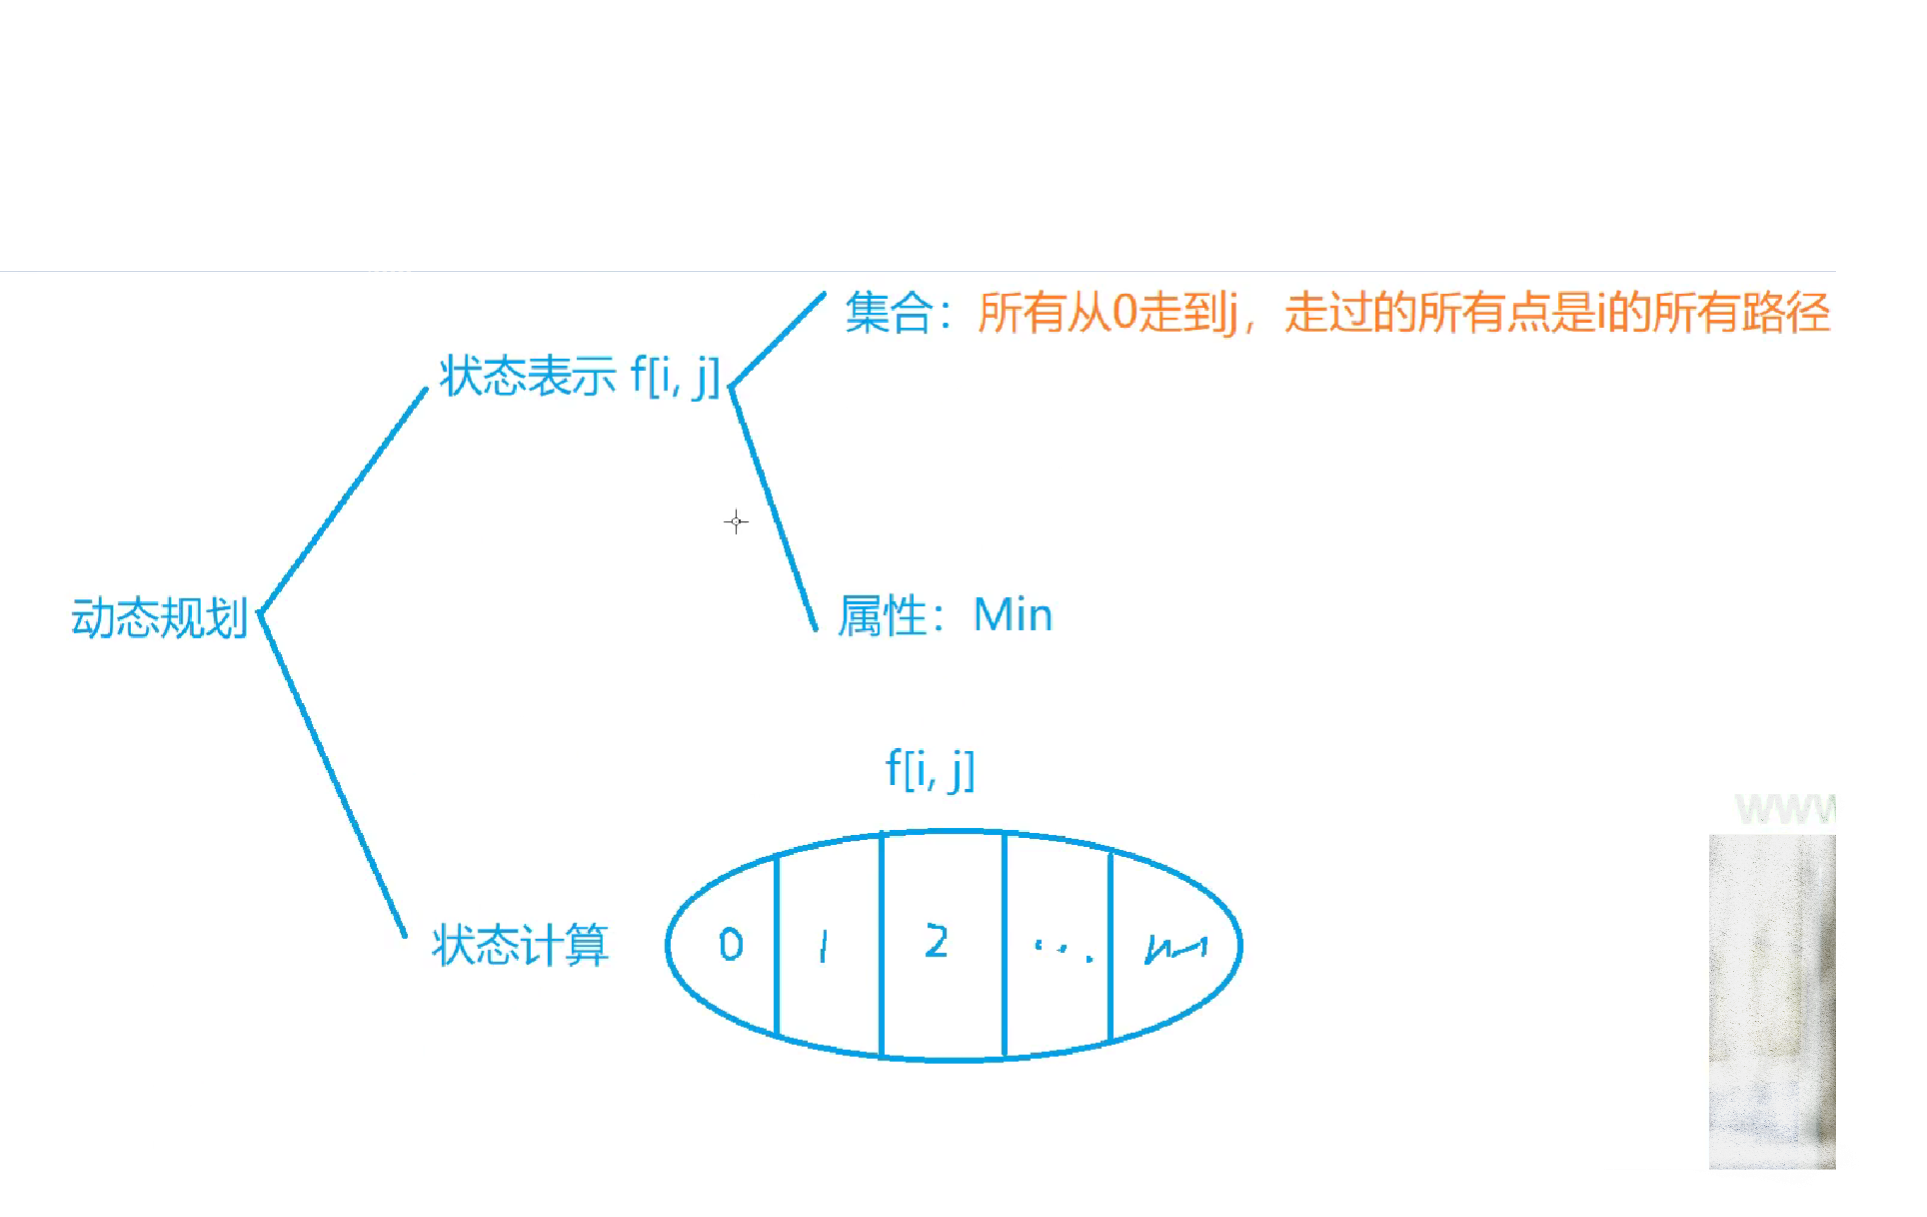 集合：所有从0走到j，走过的所有点是i的所有路径
状态表示 f[i, j]
属性：Min
动态规划
f[i, j]
状态计算
0 1 2 ... n-1
www